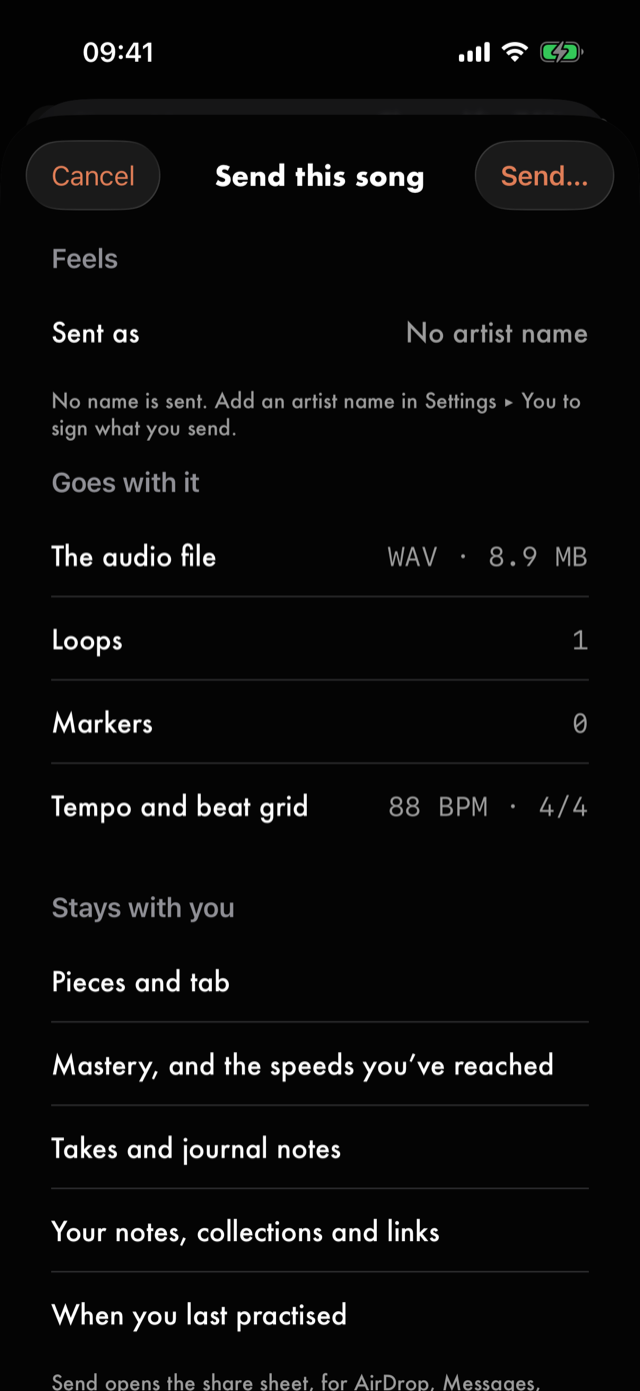 09:41
Cancel
Send this song
Send...
Feels
Sent as
No artist name
No name is sent. Add an artist name in Settings ▸ You to
sign what you send.
Goes with it
The audio file
WAV · 8.9 MB
Loops
1
Markers
0
Tempo and beat grid
88 BPM · 4/4
Stays with you
Pieces and tab
Mastery, and the speeds you’ve reached
Takes and journal notes
Your notes, collections and links
When you last practised
Send opens the share sheet, for AirDrop, Messages,